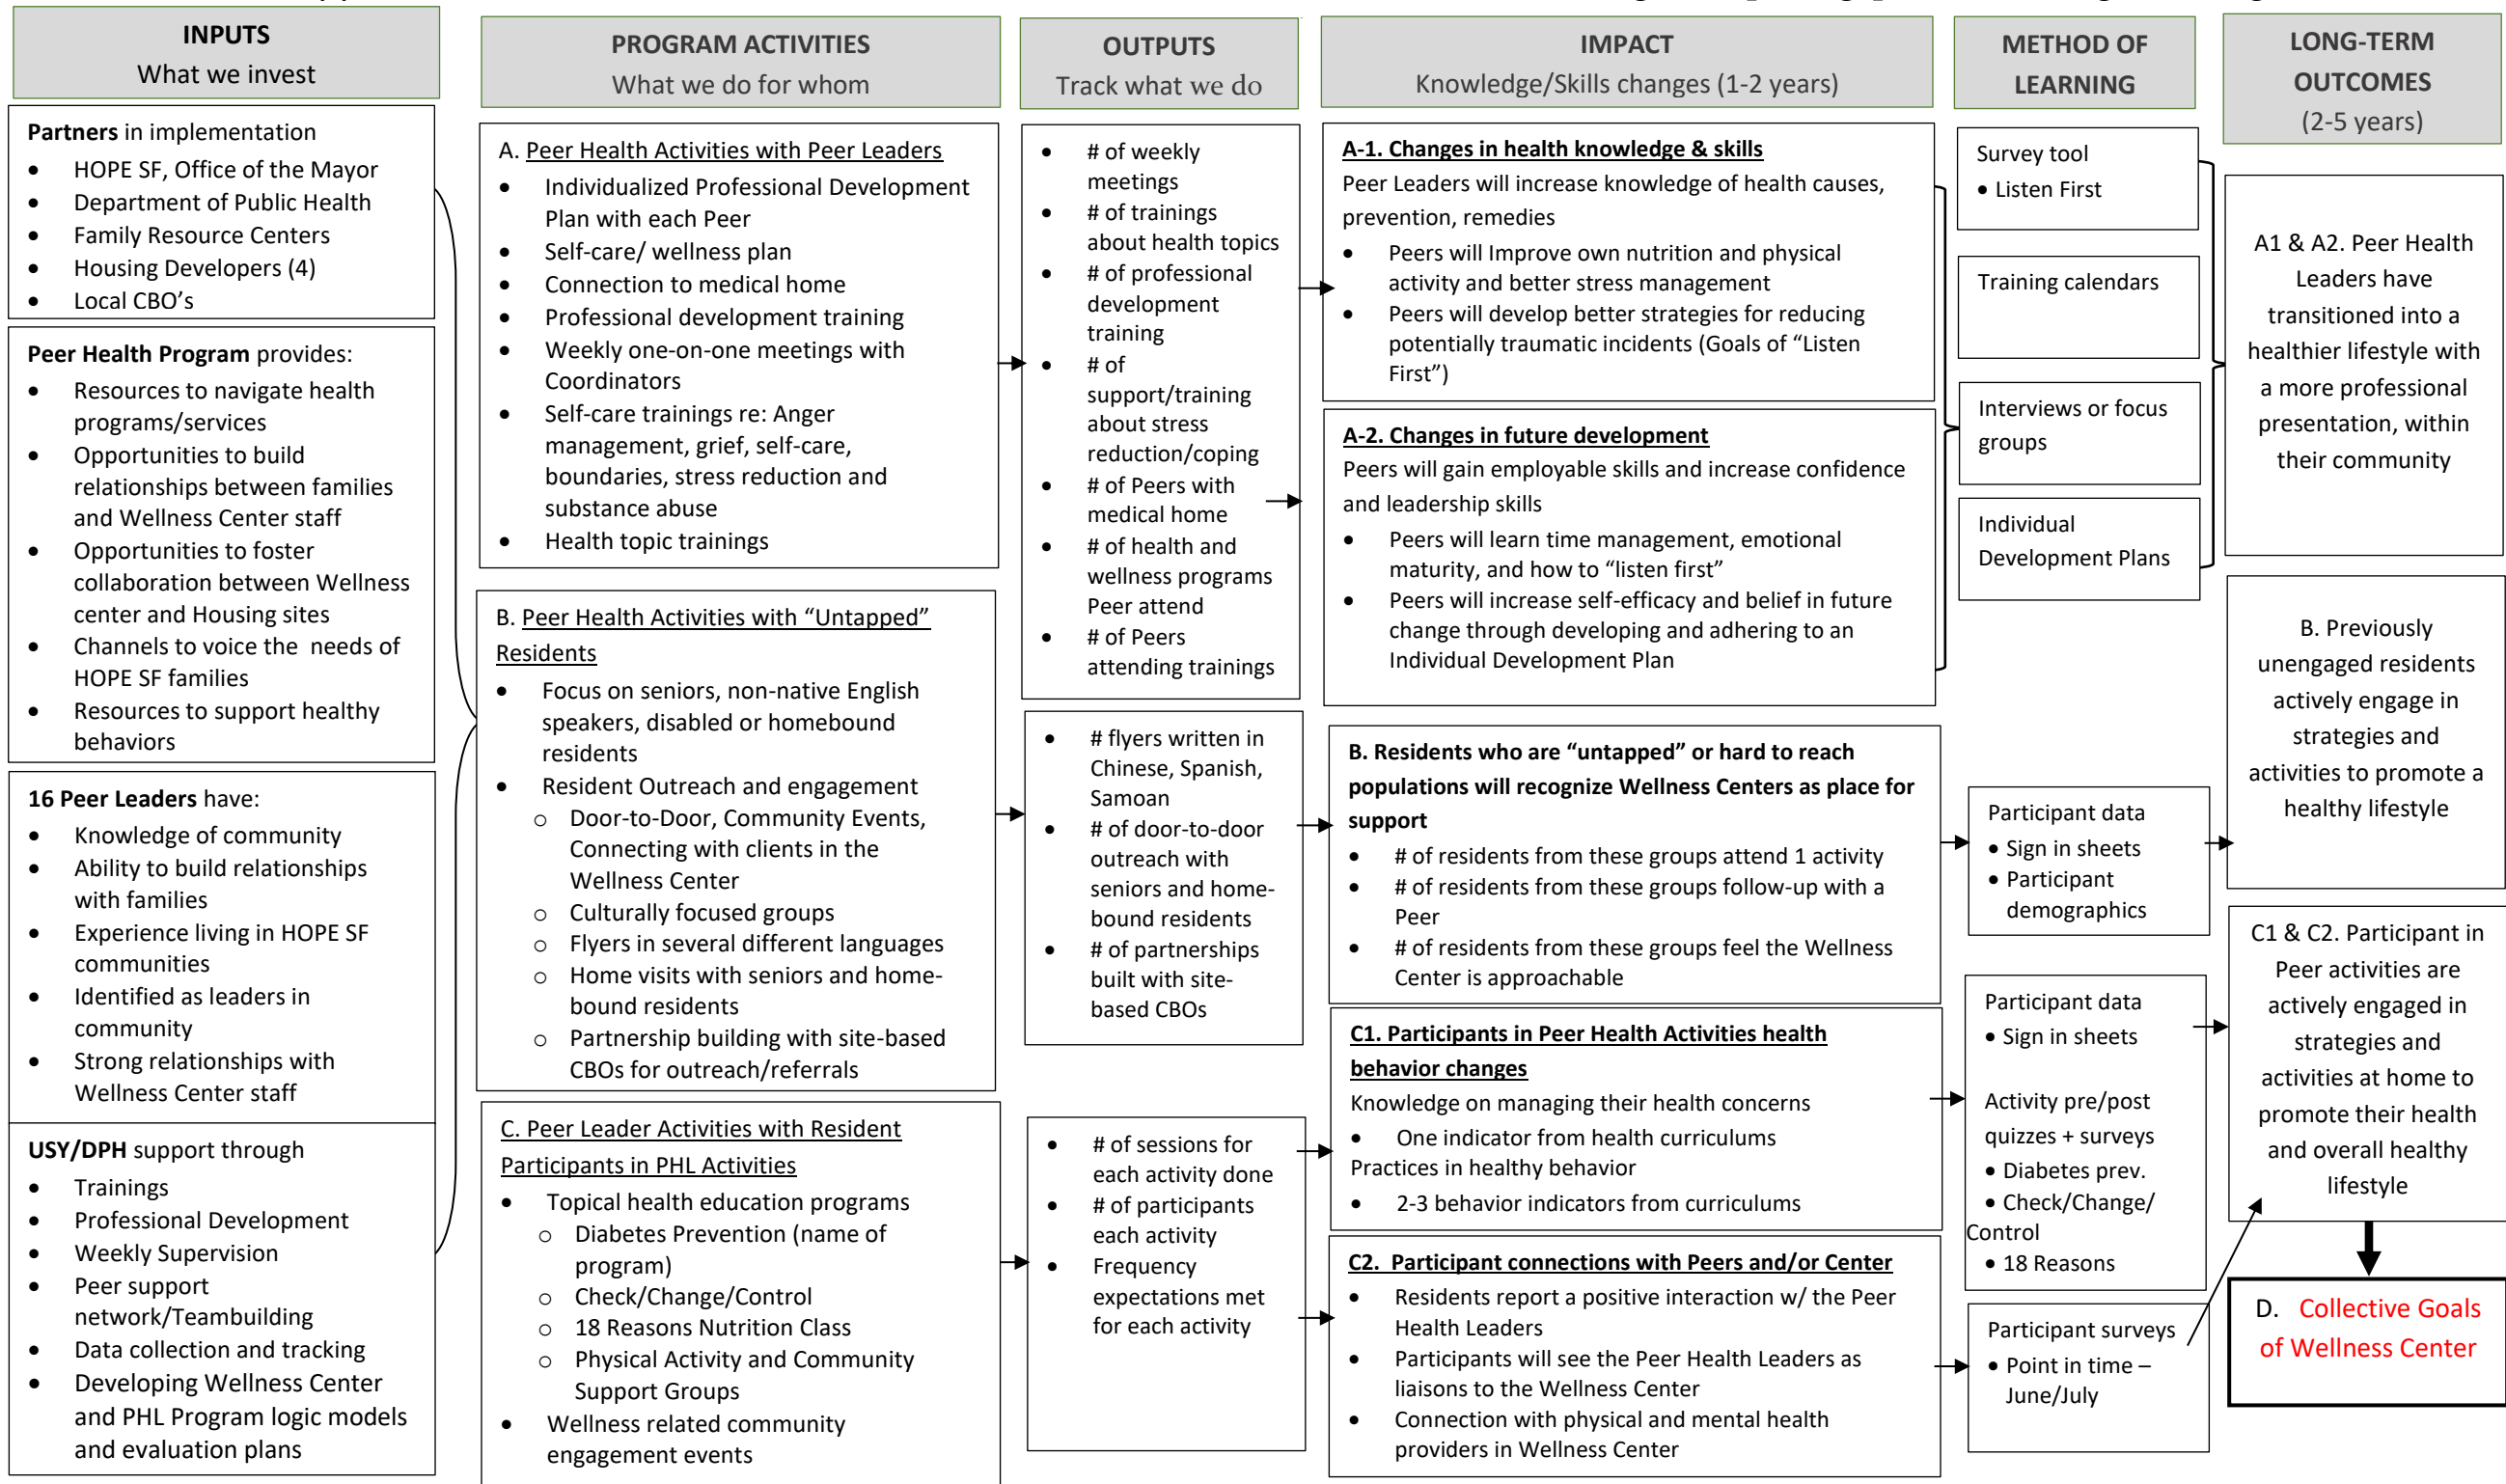 INPUTS
What we invest
Partners in implementation
• HOPE SF, Office of the Mayor
• Department of Public Health
• Family Resource Centers
• Housing Developers (4)
• Local CBO’s
Peer Health Program provides:
• Resources to navigate health
programs/services
• Opportunities to build
relationships between families
and Wellness Center staff
• Opportunities to foster
collaboration between Wellness
center and Housing sites
• Channels to voice the needs of
HOPE SF families
• Resources to support healthy
behaviors
16 Peer Leaders have:
• Knowledge of community
• Ability to build relationships
with families
• Experience living in HOPE SF
communities
• Identified as leaders in
community
• Strong relationships with
Wellness Center staff
USY/DPH support through
• Trainings
• Professional Development
• Weekly Supervision
• Peer support
network/Teambuilding
• Data collection and tracking
• Developing Wellness Center
and PHL Program logic models
and evaluation plans
PROGRAM ACTIVITIES
What we do for whom
A. Peer Health Activities with Peer Leaders
• Individualized Professional Development
Plan with each Peer
• Self-care/ wellness plan
• Connection to medical home
• Professional development training
• Weekly one-on-one meetings with
Coordinators
• Self-care trainings re: Anger
management, grief, self-care,
boundaries, stress reduction and
substance abuse
• Health topic trainings
B. Peer Health Activities with “Untapped”
Residents
• Focus on seniors, non-native English
speakers, disabled or homebound
residents
• Resident Outreach and engagement
o Door-to-Door, Community Events,
Connecting with clients in the
Wellness Center
o Culturally focused groups
o Flyers in several different languages
o Home visits with seniors and home-
bound residents
o Partnership building with site-based
CBOs for outreach/referrals
C. Peer Leader Activities with Resident
Participants in PHL Activities
• Topical health education programs
o Diabetes Prevention (name of
program)
o Check/Change/Control
o 18 Reasons Nutrition Class
o Physical Activity and Community
Support Groups
• Wellness related community
engagement events
OUTPUTS
Track what we do
• # of weekly
meetings
• # of trainings
about health topics
• # of professional
development
training
• # of
support/training
about stress
reduction/coping
• # of Peers with
medical home
• # of health and
wellness programs
Peer attend
• # of Peers
attending trainings
• # flyers written in
Chinese, Spanish,
Samoan
• # of door-to-door
outreach with
seniors and home-
bound residents
• # of partnerships
built with site-
based CBOs
• # of sessions for
each activity done
• # of participants
each activity
• Frequency
expectations met
for each activity
IMPACT
Knowledge/Skills changes (1-2 years)
A-1. Changes in health knowledge & skills
Peer Leaders will increase knowledge of health causes,
prevention, remedies
• Peers will Improve own nutrition and physical
activity and better stress management
• Peers will develop better strategies for reducing
potentially traumatic incidents (Goals of “Listen
First”)
A-2. Changes in future development
Peers will gain employable skills and increase confidence
and leadership skills
• Peers will learn time management, emotional
maturity, and how to “listen first”
• Peers will increase self-efficacy and belief in future
change through developing and adhering to an
Individual Development Plan
B. Residents who are “untapped” or hard to reach
populations will recognize Wellness Centers as place for
support
• # of residents from these groups attend 1 activity
• # of residents from these groups follow-up with a
Peer
• # of residents from these groups feel the Wellness
Center is approachable
C1. Participants in Peer Health Activities health
behavior changes
Knowledge on managing their health concerns
• One indicator from health curriculums
Practices in healthy behavior
• 2-3 behavior indicators from curriculums
C2. Participant connections with Peers and/or Center
• Residents report a positive interaction w/ the Peer
Health Leaders
• Participants will see the Peer Health Leaders as
liaisons to the Wellness Center
• Connection with physical and mental health
providers in Wellness Center
METHOD OF
LEARNING
Survey tool
• Listen First
Training calendars
Interviews or focus
groups
Individual
Development Plans
Participant data
• Sign in sheets
• Participant
demographics
Participant data
• Sign in sheets
Activity pre/post
quizzes + surveys
• Diabetes prev.
• Check/Change/
Control
• 18 Reasons
Participant surveys
• Point in time –
June/July
LONG-TERM
OUTCOMES
(2-5 years)
A1 & A2. Peer Health
Leaders have
transitioned into a
healthier lifestyle with
a more professional
presentation, within
their community
B. Previously
unengaged residents
actively engage in
strategies and
activities to promote a
healthy lifestyle
C1 & C2. Participant in
Peer activities are
actively engaged in
strategies and
activities at home to
promote their health
and overall healthy
lifestyle
D. Collective Goals
of Wellness Center